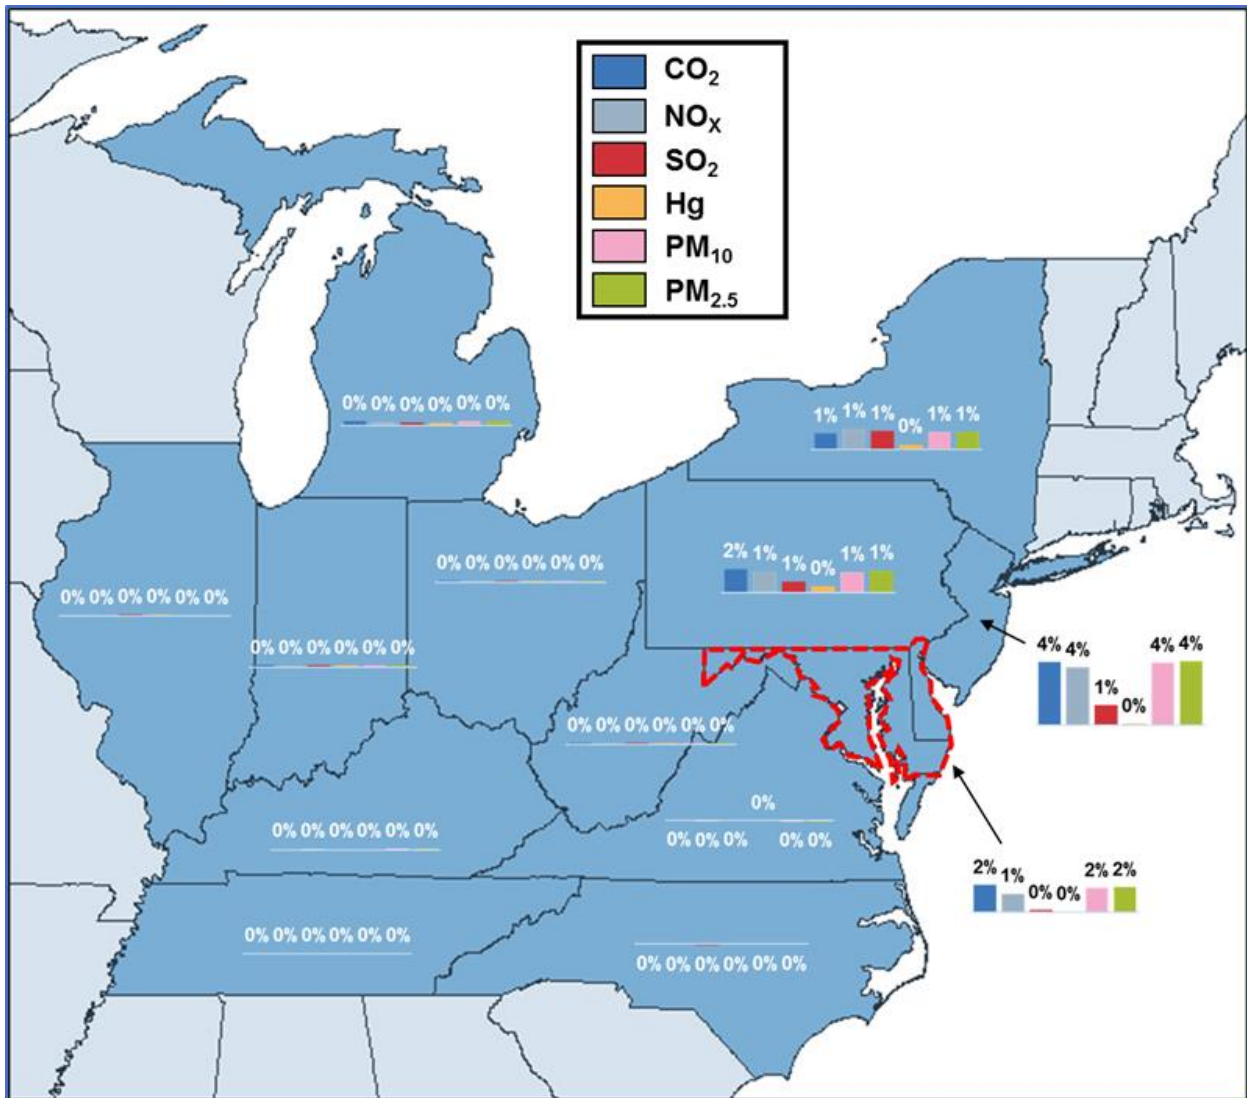 CO₂
NOₓ
SO₂
Hg
PM₁₀
PM₂.₅
0% 0% 0% 0% 0% 0%
1% 1% 1% 0% 1% 1%
2% 1% 1% 0% 1% 1%
0% 0% 0% 0% 0% 0%
0% 0% 0% 0% 0% 0%
0% 0% 0% 0% 0% 0%
4% 4% 1% 0% 4% 4%
0% 0% 0% 0% 0% 0%
0%
0% 0% 0% 0% 0%
0% 0% 0% 0% 0% 0%
2% 1% 0% 0% 2% 2%
0% 0% 0% 0% 0% 0%
0% 0% 0% 0% 0% 0%